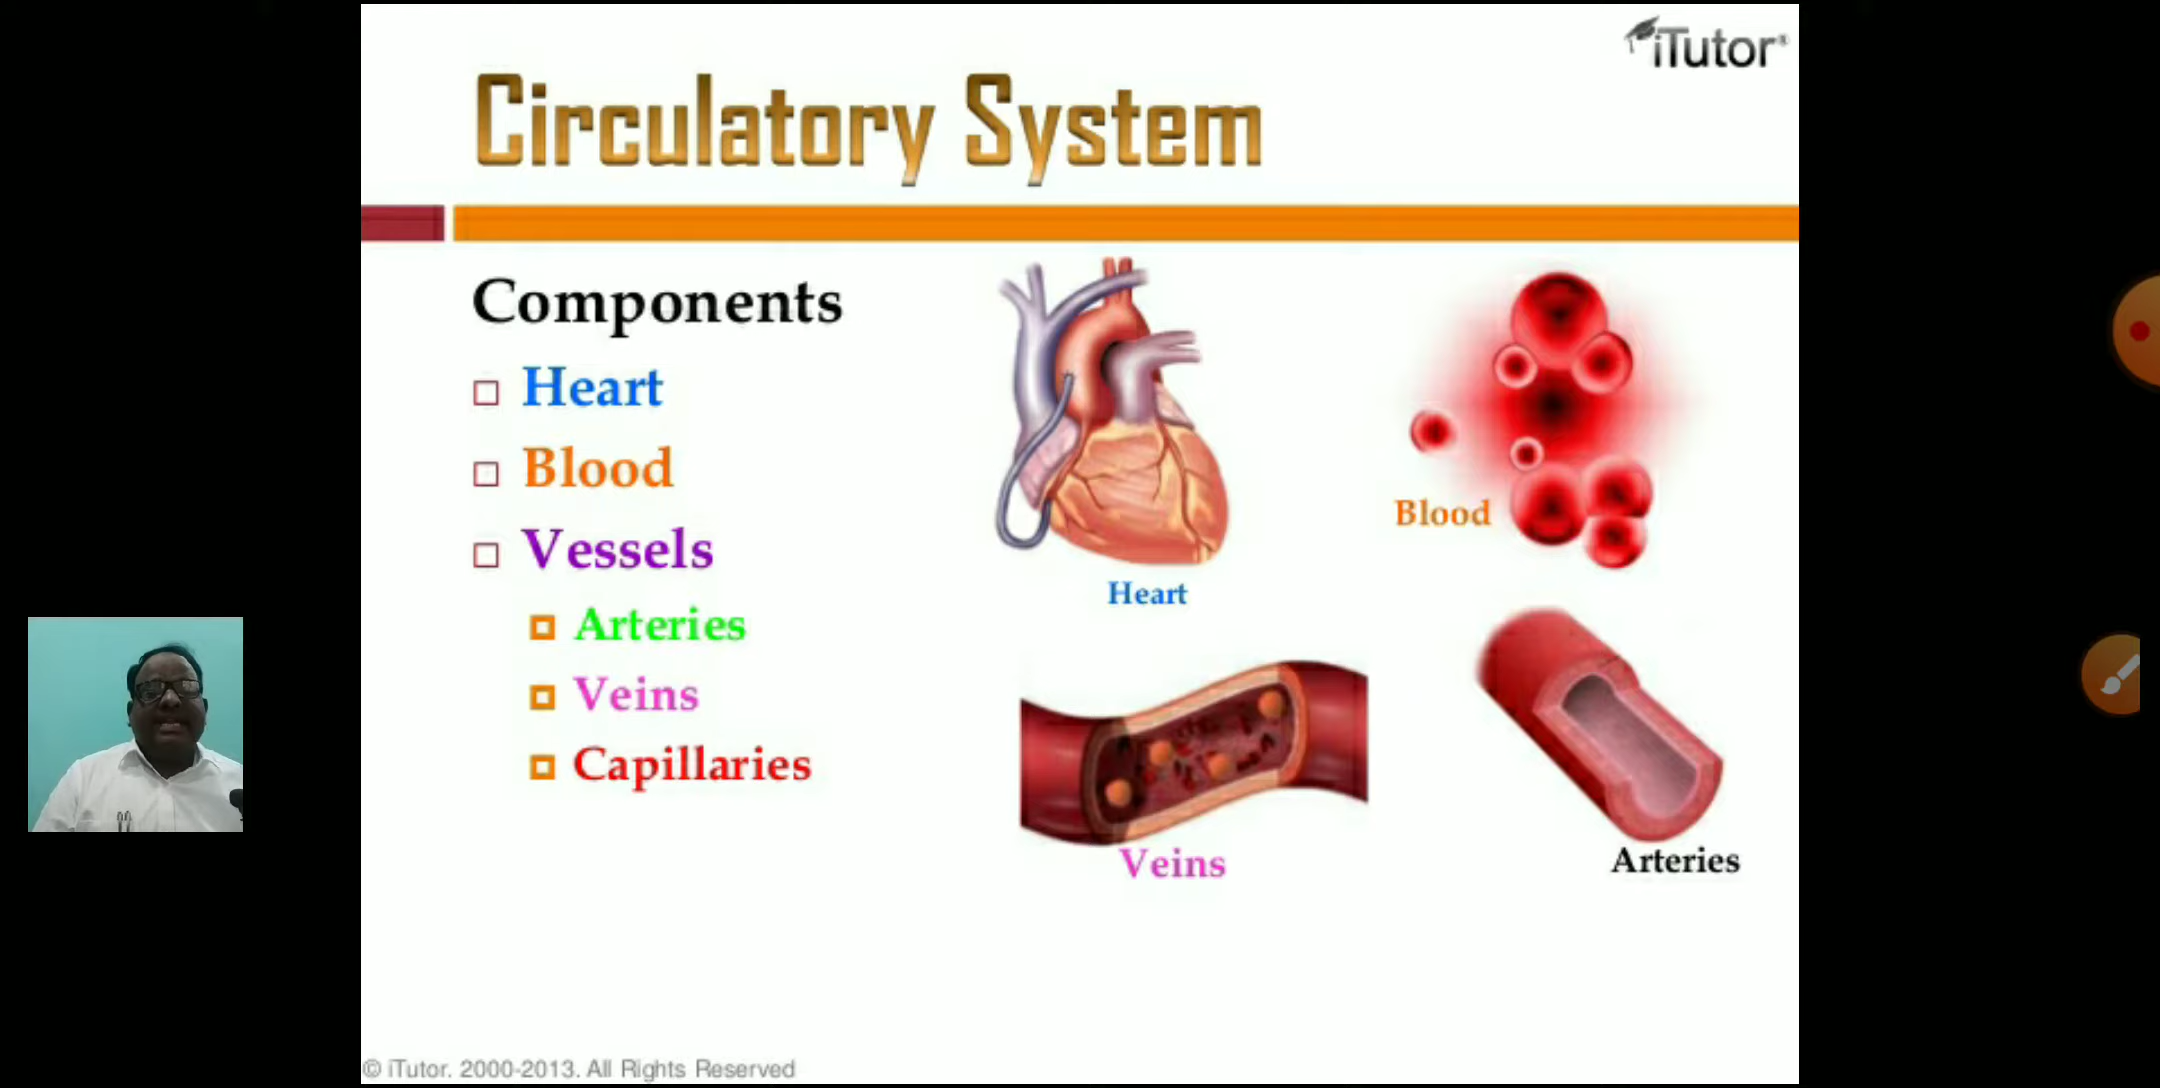 iTutor®
Circulatory System
Components
Heart
Blood
Vessels
Arteries
Veins
Capillaries
Heart
Blood
Veins
Arteries
© iTutor. 2000-2013. All Rights Reserved